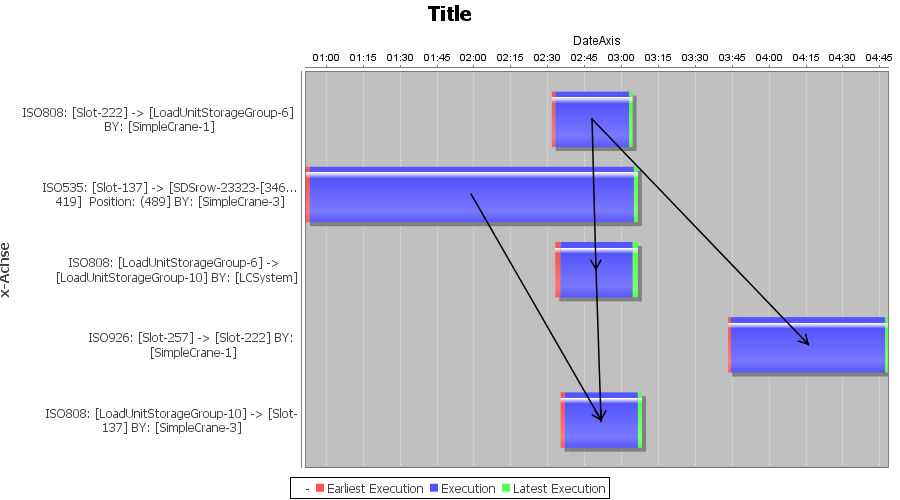 Title
DateAxis
01:00 01:15 01:30 01:45 02:00 02:15 02:30 02:45 03:00 03:15 03:30 03:45 04:00 04:15 04:30 04:45
x-Achse
ISO808: [Slot-222] -> [LoadUnitStorageGroup-6]
BY: [SimpleCrane-1]
ISO535: [Slot-137] -> [SDSrow-23323-[346...
419] Position: (489] BY: [SimpleCrane-3]
ISO808: [LoadUnitStorageGroup-6] ->
[LoadUnitStorageGroup-10] BY: [LCSystem]
ISO926: [Slot-257] -> [Slot-222] BY:
[SimpleCrane-1]
ISO808: [LoadUnitStorageGroup-10] -> [Slot-
137] BY: [SimpleCrane-3]
- Earliest Execution Execution Latest Execution